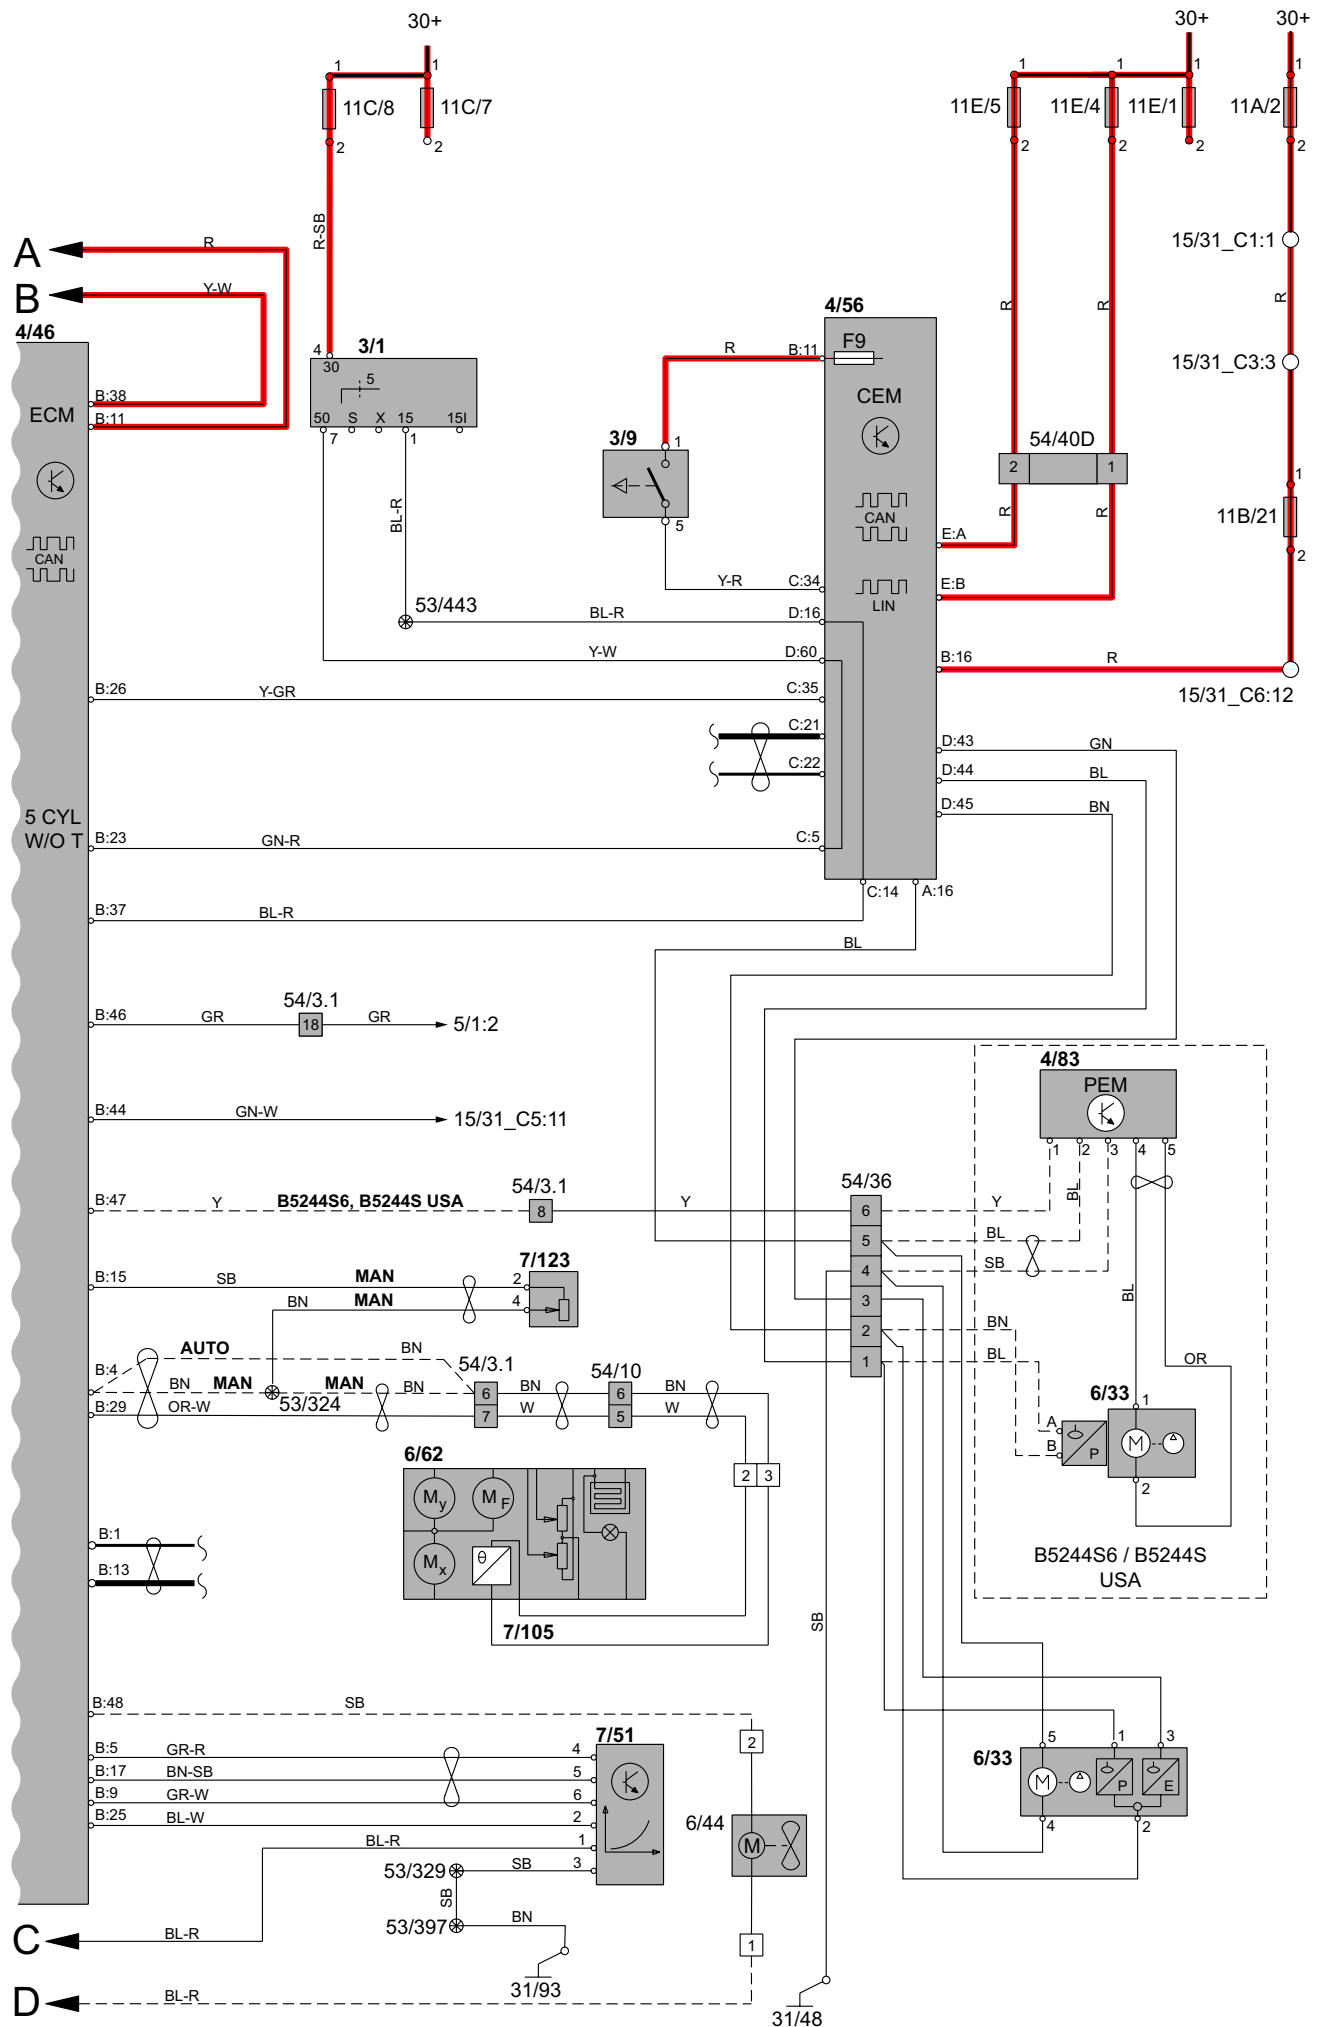 30+
30+
30+
1
1
1
1
1
1
11C/8
11C/7
11E/5
11E/4
11E/1
11A/2
2
2
2
2
2
2
R-SB
A
R
15/31_C1:1
B
Y-W
R
R
R
4/46
4/56
4
3/1
R
B:11
F9
15/31_C3:3
30
5
B:38
CEM
ECM
B:11
50
S
X
15
15I
7
1
3/9
1
54/40D
2
1
1
BL-R
R
R
11B/21
CAN
CAN
5
E:A
2
Y-R
C:34
E:B
LIN
53/443
BL-R
D:16
Y-W
D:60
B:16
R
B:26
Y-GR
C:35
15/31_C6:12
C:21
D:43
GN
C:22
D:44
BL
D:45
BN
5 CYL
W/O T
B:23
GN-R
C:5
C:14
A:16
B:37
BL-R
BL
54/3.1
B:46
GR
18
GR
5/1:2
4/83
PEM
B:44
GN-W
15/31_C5:11
1
2
3
4
5
54/3.1
54/36
B:47
Y
B5244S6, B5244S USA
8
Y
6
Y
BL
5
BL
7/123
B:15
SB
MAN
2
4
SB
BN
MAN
4
3
BL
AUTO
BN
2
BN
54/3.1
54/10
1
BL
OR
B:4
BN
MAN
MAN
BN
6
BN
6
BN
53/324
6/33
1
B:29
OR-W
7
W
5
W
A
M
B
P
6/62
2
3
2
My
MF
Mx
θ
B:1
B5244S6 / B5244S
USA
B:13
7/105
SB
B:48
SB
7/51
2
B:5
GR-R
4
5
1
3
B:17
BN-SB
5
6/33
M
P
E
B:9
GR-W
6
B:25
BL-W
2
6/44
4
2
BL-R
1
M
53/329
SB
3
SB
53/397
BN
C
BL-R
1
31/93
D
BL-R
31/48